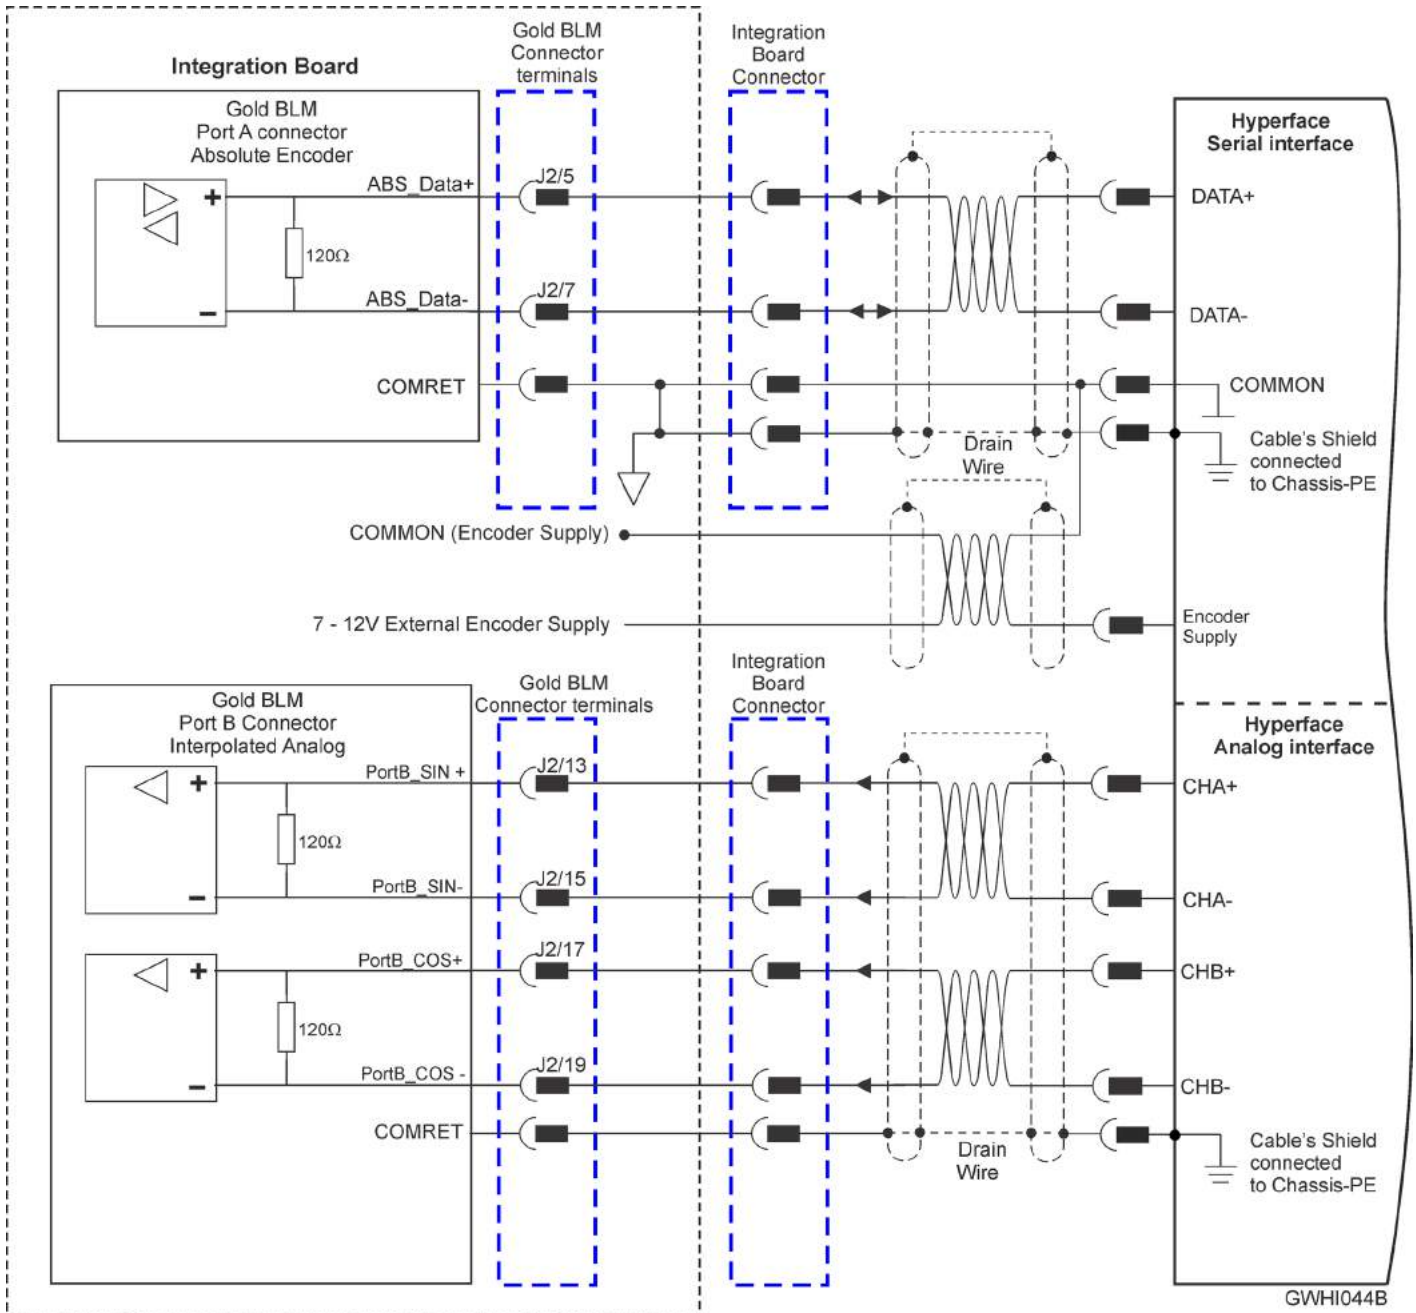 Gold BLM
Connector
terminals
Integration
Board
Connector
Integration Board
Gold BLM
Port A connector
Absolute Encoder
Hyperface
Serial interface
ABS_Data+
J2/5
DATA+
+
120Ω
ABS_Data-
J2/7
DATA-
−
COMRET
COMMON
Drain
Wire
Cable's Shield
connected
to Chassis-PE
COMMON (Encoder Supply)
7 - 12V External Encoder Supply
Encoder
Supply
Gold BLM
Connector terminals
Integration
Board
Connector
Gold BLM
Port B Connector
Interpolated Analog
Hyperface
Analog interface
PortB_SIN +
J2/13
CHA+
+
120Ω
PortB_SIN-
J2/15
CHA-
−
PortB_COS+
J2/17
CHB+
+
120Ω
PortB_COS -
J2/19
CHB-
−
COMRET
Drain
Wire
Cable's Shield
connected
to Chassis-PE
GWHI044B